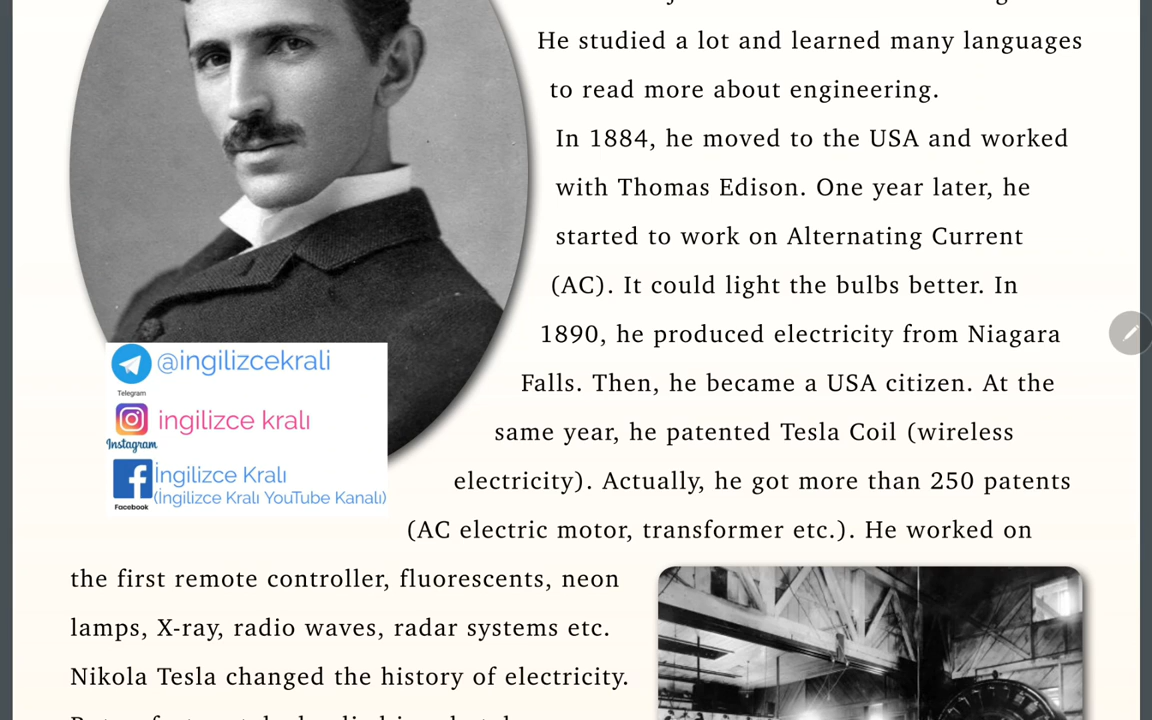 He studied a lot and learned many languages
to read more about engineering.
In 1884, he moved to the USA and worked
with Thomas Edison. One year later, he
started to work on Alternating Current
(AC). It could light the bulbs better. In
1890, he produced electricity from Niagara
Falls. Then, he became a USA citizen. At the
same year, he patented Tesla Coil (wireless
electricity). Actually, he got more than 250 patents
(AC electric motor, transformer etc.). He worked on
the first remote controller, fluorescents, neon
lamps, X-ray, radio waves, radar systems etc.
Nikola Tesla changed the history of electricity.
@ingilizcekrali
Telegram
ingilizce kralı
Instagram
İngilizce Kralı
(İngilizce Kralı YouTube Kanalı)
Facebook